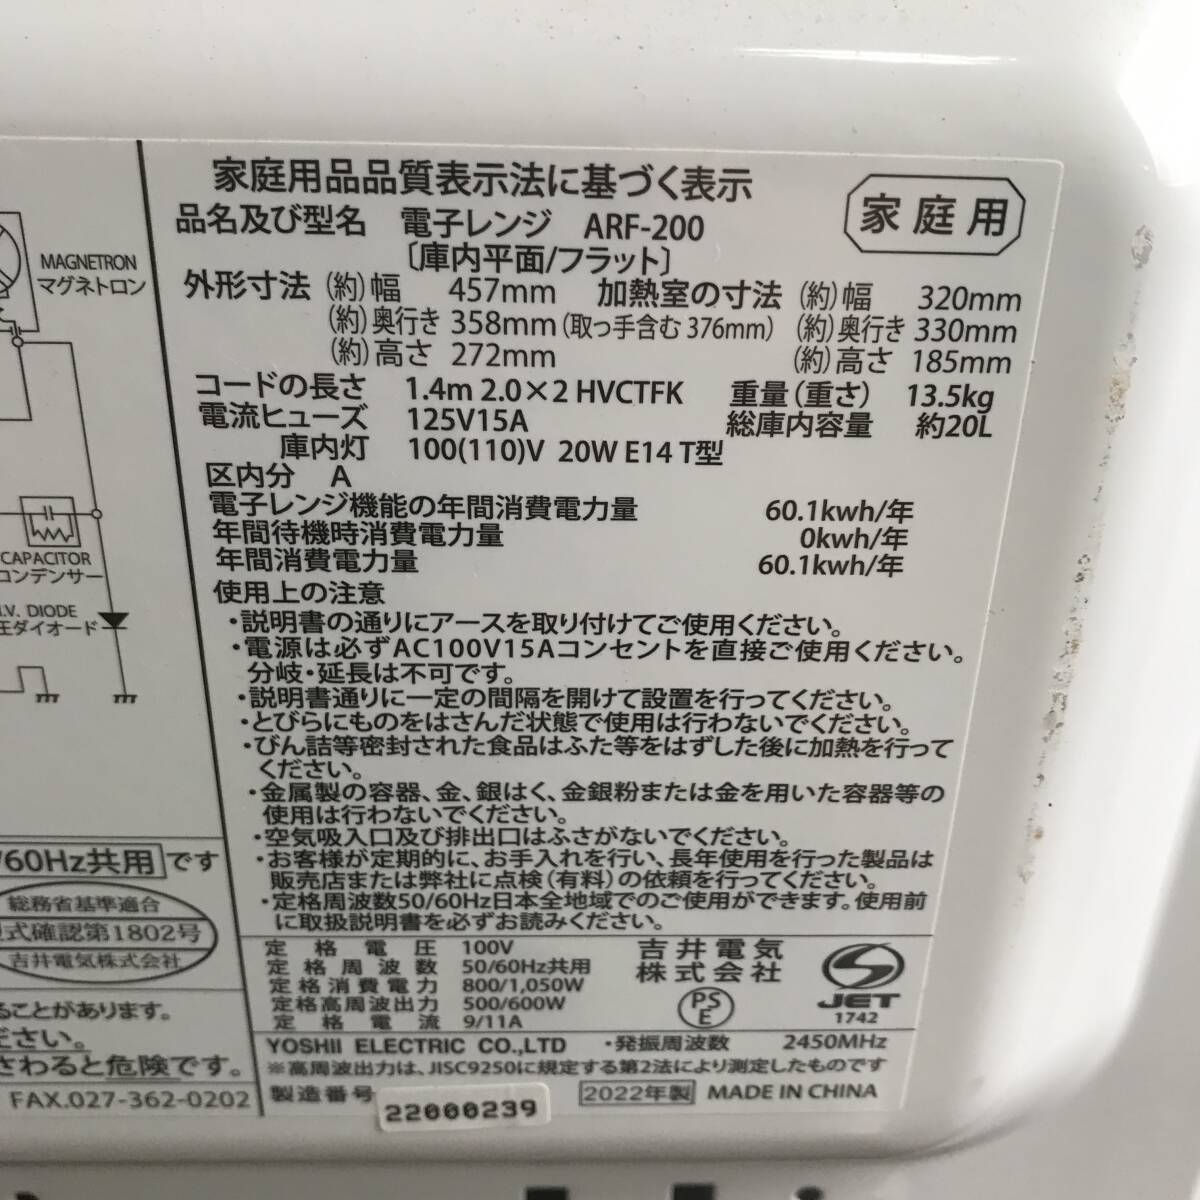 家庭用品品質表示法に基づく表示
家庭用
品名及び型名 電子レンジ ARF-200
〔庫内平面/フラット〕
外形寸法 (約)幅 457mm 加熱室の寸法 (約)幅 320mm
(約)奥行き 358mm(取っ手含む 376mm) (約)奥行き 330mm
(約)高さ 272mm (約)高さ 185mm
コードの長さ 1.4m 2.0×2 HVCTFK 重量(重さ) 13.5kg
電流ヒューズ 125V15A 総庫内容量 約20L
庫内灯 100(110)V 20W E14 T型
区内分 A
電子レンジ機能の年間消費電力量 60.1kwh/年
年間待機時消費電力量 0kwh/年
年間消費電力量 60.1kwh/年
使用上の注意
・説明書の通りにアースを取り付けてご使用ください。
・電源は必ずAC100V15Aコンセントを直接ご使用ください。
分岐・延長は不可です。
・説明書通りに一定の間隔を開けて設置を行ってください。
・とびらにものをはさんだ状態で使用は行わないでください。
・びん詰等密封された食品はふた等をはずした後に加熱を行って
ください。
・金属製の容器、金、銀はく、金銀粉または金を用いた容器等の
使用は行わないでください。
・空気吸入口及び排出口はふさがないでください。
・お客様が定期的に、お手入れを行い、長年使用を行った製品は
販売店または弊社に点検(有料)の依頼を行ってください。
・定格周波数50/60Hz日本全地域でのご使用ができます。使用前
に取扱説明書を必ずお読みください。
定格電圧 100V
定格周波数 50/60Hz共用
定格消費電力 800/1,050W
定格高周波出力 500/600W
定格電流 9/11A
吉井電気
株式会社
PS
E
S
JET
1742
YOSHII ELECTRIC CO.,LTD ・発振周波数 2450MHz
※高周波出力は、JISC9250に規定する第2法により測定したものです
製造番号 22000239 2022年製 MADE IN CHINA
MAGNETRON
マグネトロン
CAPACITOR
コンデンサー
.V. DIODE
圧ダイオード
/60Hz共用です
総務省基準適合
型式確認第1802号
吉井電気株式会社
ることがあります。
ださい。
さわると危険です。
FAX.027-362-0202